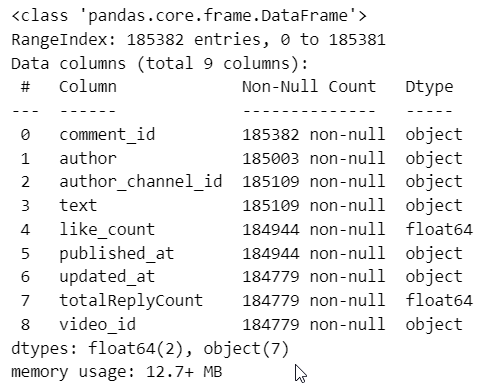 <class 'pandas.core.frame.DataFrame'>
RangeIndex: 185382 entries, 0 to 185381
Data columns (total 9 columns):
 #   Column             Non-Null Count   Dtype
---  ------             --------------   -----
 0   comment_id         185382 non-null  object
 1   author             185003 non-null  object
 2   author_channel_id  185109 non-null  object
 3   text               185109 non-null  object
 4   like_count         184944 non-null  float64
 5   published_at       184944 non-null  object
 6   updated_at         184779 non-null  object
 7   totalReplyCount    184779 non-null  float64
 8   video_id           184779 non-null  object
dtypes: float64(2), object(7)
memory usage: 12.7+ MB